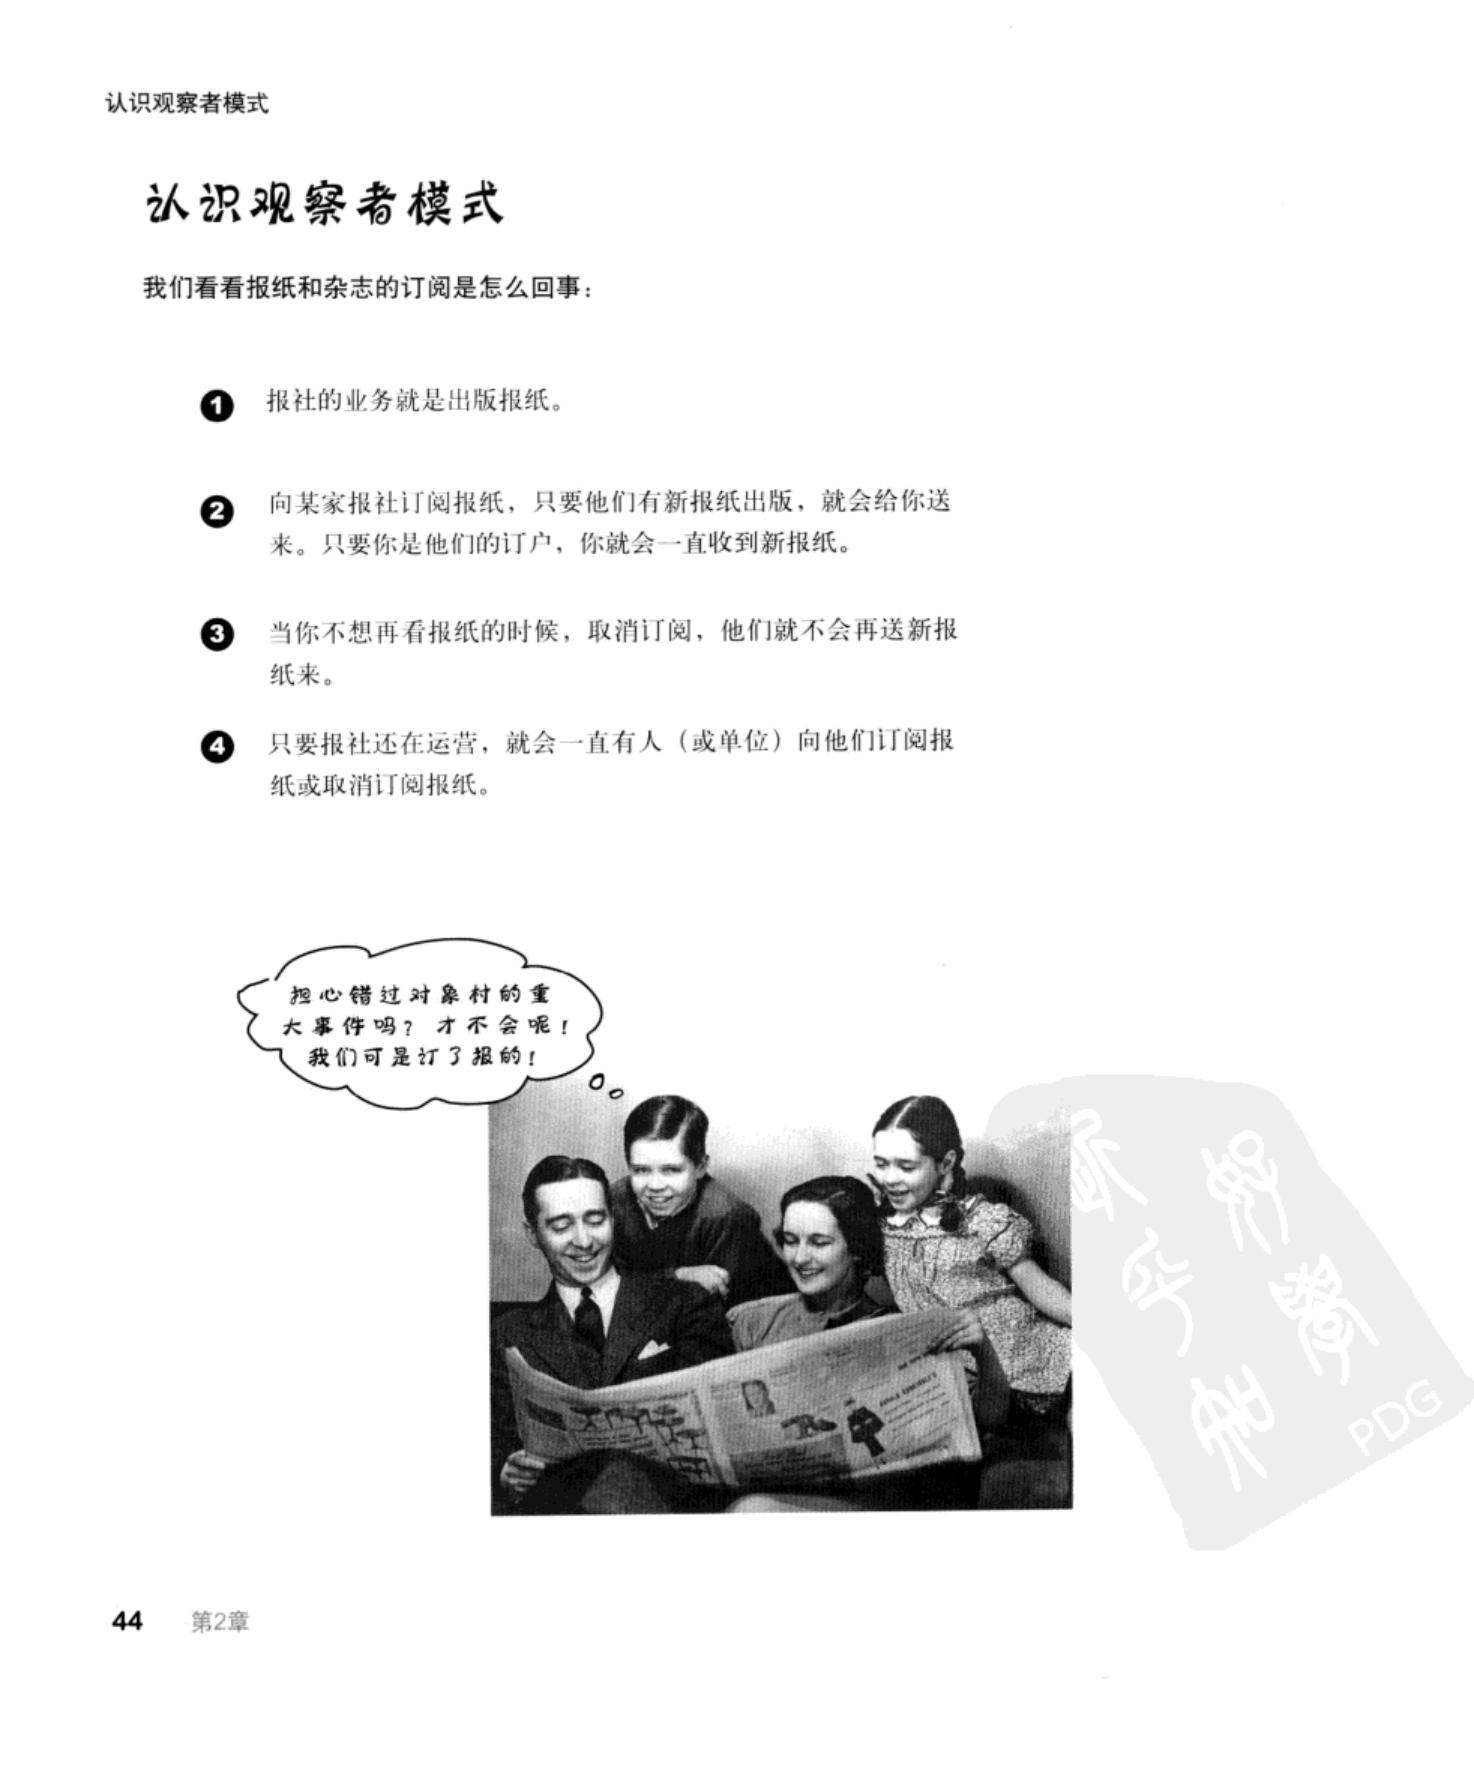 认识观察者模式
认识观察者模式
我们看看报纸和杂志的订阅是怎么回事：
1 报社的业务就是出版报纸。
2 向某家报社订阅报纸，只要他们有新报纸出版，就会给你送
来。只要你是他们的订户，你就会一直收到新报纸。
3 当你不想再看报纸的时候，取消订阅，他们就不会再送新报
纸来。
4 只要报社还在运营，就会一直有人（或单位）向他们订阅报
纸或取消订阅报纸。
担心错过对象村的重
大事件吗？才不会呢！
我们可是订了报的！
PDG
44 第2章